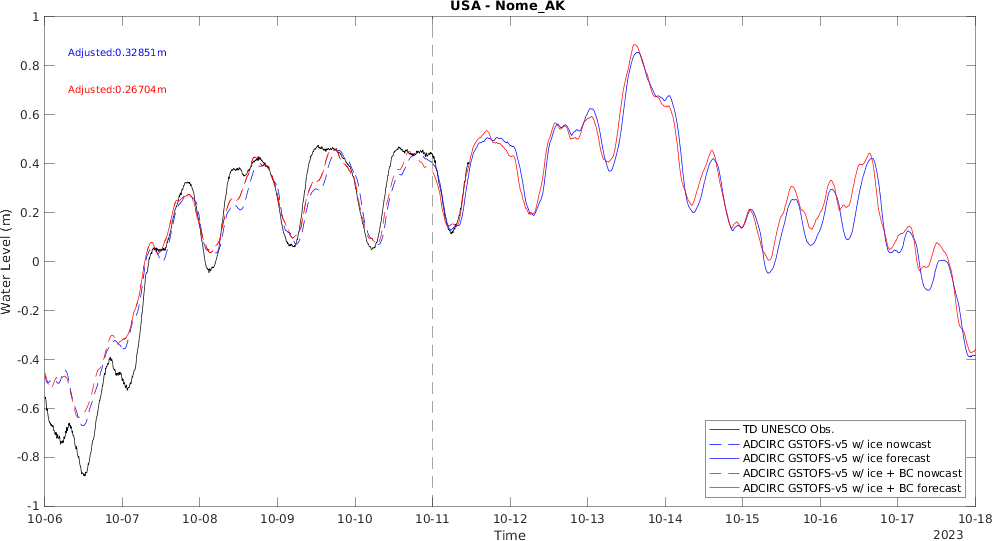 USA - Nome_AK
Adjusted:0.32851m
Adjusted:0.26704m
Water Level (m)
1
0.8
0.6
0.4
0.2
0
-0.2
-0.4
-0.6
-0.8
-1
TD UNESCO Obs.
ADCIRC GSTOFS-v5 w/ ice nowcast
ADCIRC GSTOFS-v5 w/ ice forecast
ADCIRC GSTOFS-v5 w/ ice + BC nowcast
ADCIRC GSTOFS-v5 w/ ice + BC forecast
10-06 10-07 10-08 10-09 10-10 10-11 10-12 10-13 10-14 10-15 10-16 10-17 10-18
Time
2023